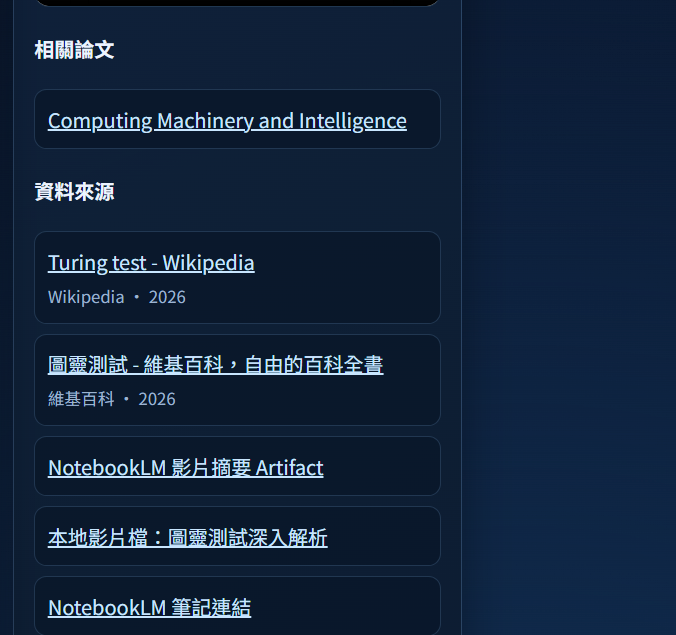 相關論文
Computing Machinery and Intelligence
資料來源
Turing test - Wikipedia
Wikipedia • 2026
圖靈測試 - 維基百科，自由的百科全書
維基百科 • 2026
NotebookLM 影片摘要 Artifact
本地影片檔：圖靈測試深入解析
NotebookLM 筆記連結